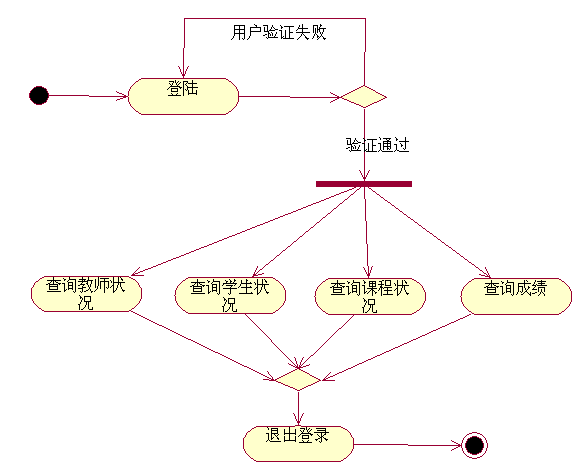 用户验证失败
登陆
验证通过
查询教师状
况
查询学生状
况
查询课程状
况
查询成绩
退出登录